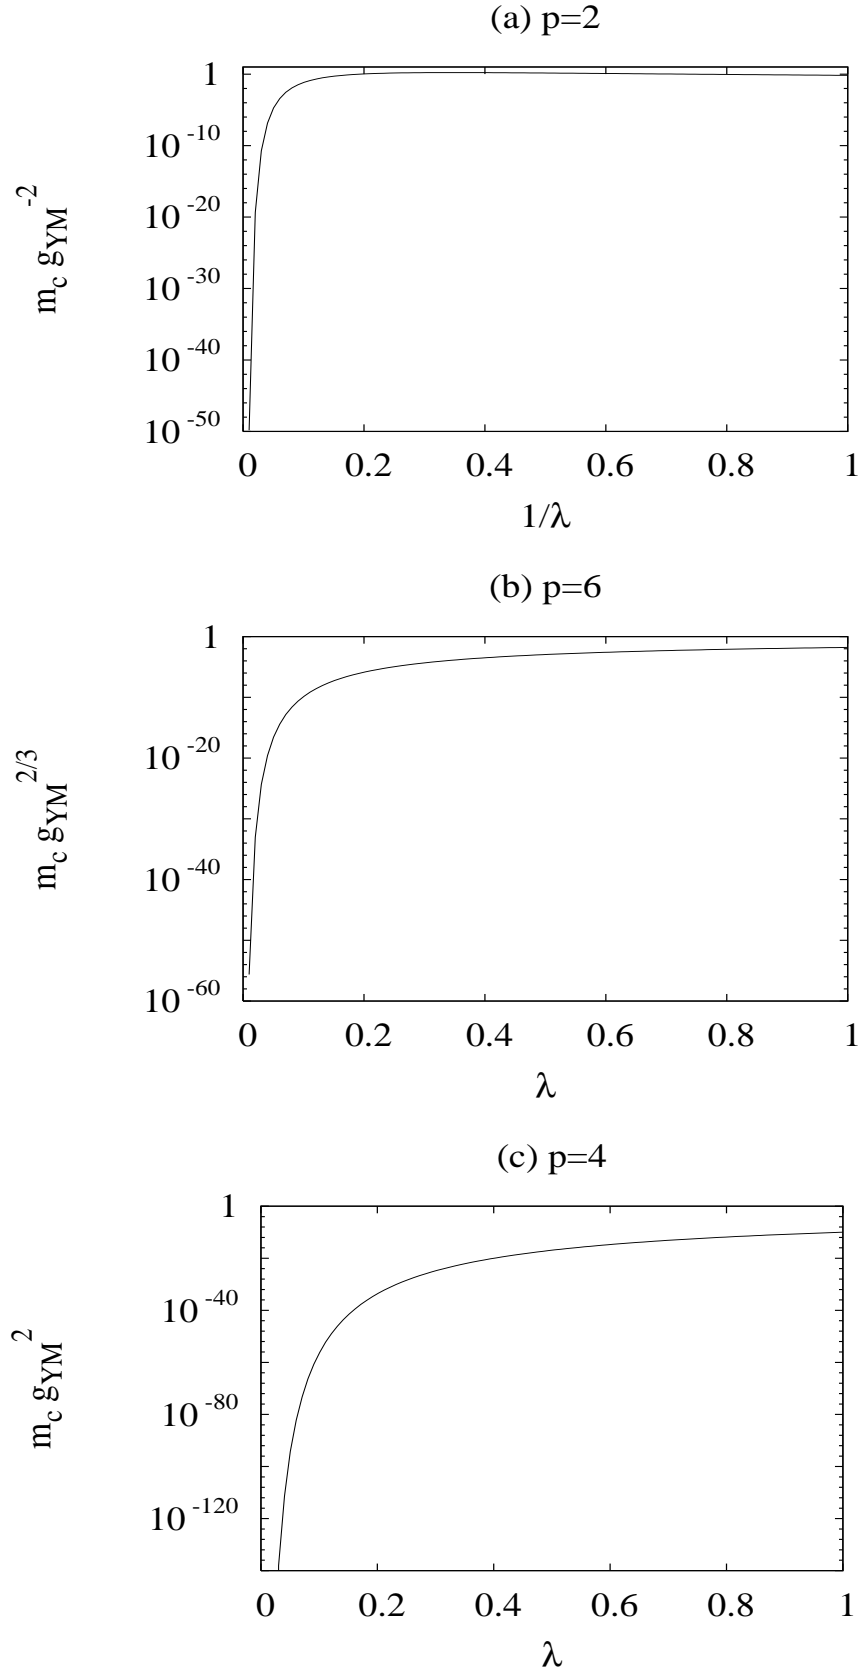 (a) p=2
1
10^-10
10^-20
10^-30
10^-40
10^-50
m_c g_YM^-2
0 0.2 0.4 0.6 0.8 1
1/λ
(b) p=6
1
10^-20
10^-40
10^-60
m_c g_YM^2/3
0 0.2 0.4 0.6 0.8 1
λ
(c) p=4
1
10^-40
10^-80
10^-120
m_c g_YM^2
0 0.2 0.4 0.6 0.8 1
λ